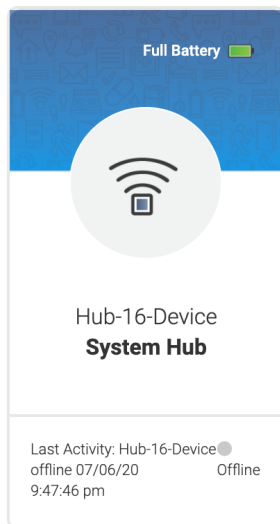 Full Battery
Hub-16-Device
System Hub
Last Activity: Hub-16-Device
offline 07/06/20 Offline
9:47:46 pm